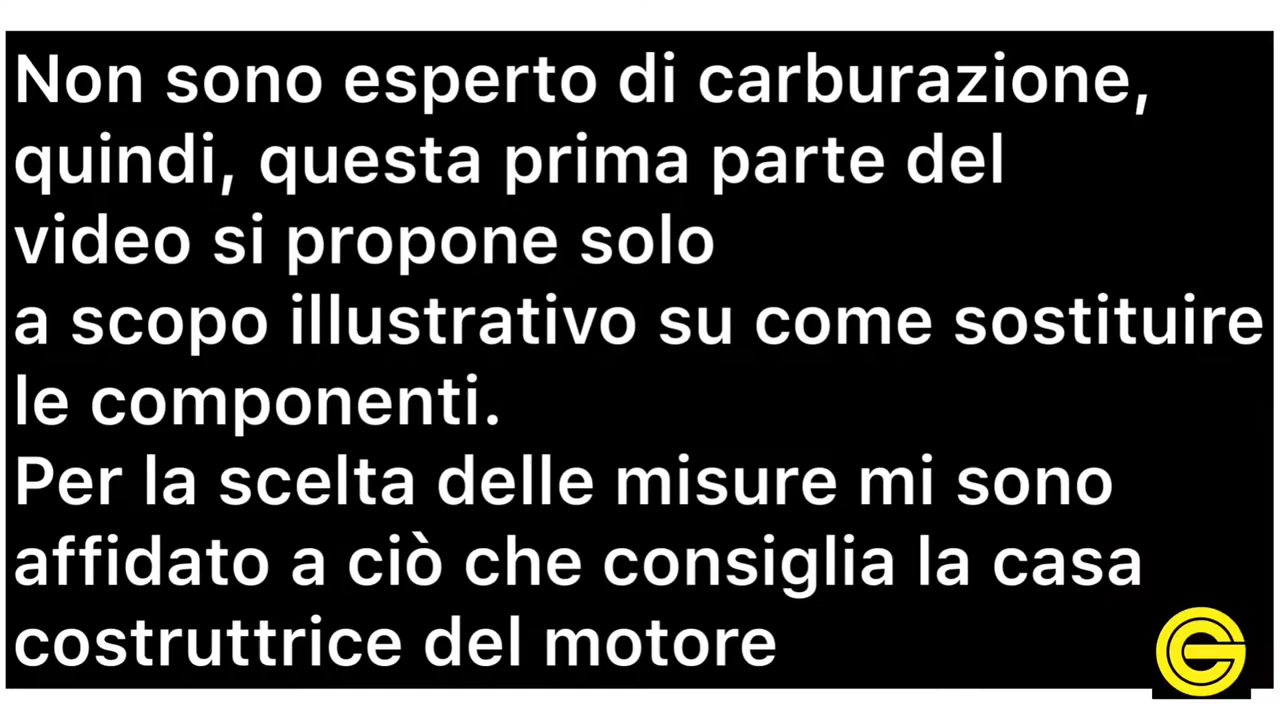 Non sono esperto di carburazione,
quindi, questa prima parte del
video si propone solo
a scopo illustrativo su come sostituire
le componenti.
Per la scelta delle misure mi sono
affidato a ciò che consiglia la casa
costruttrice del motore